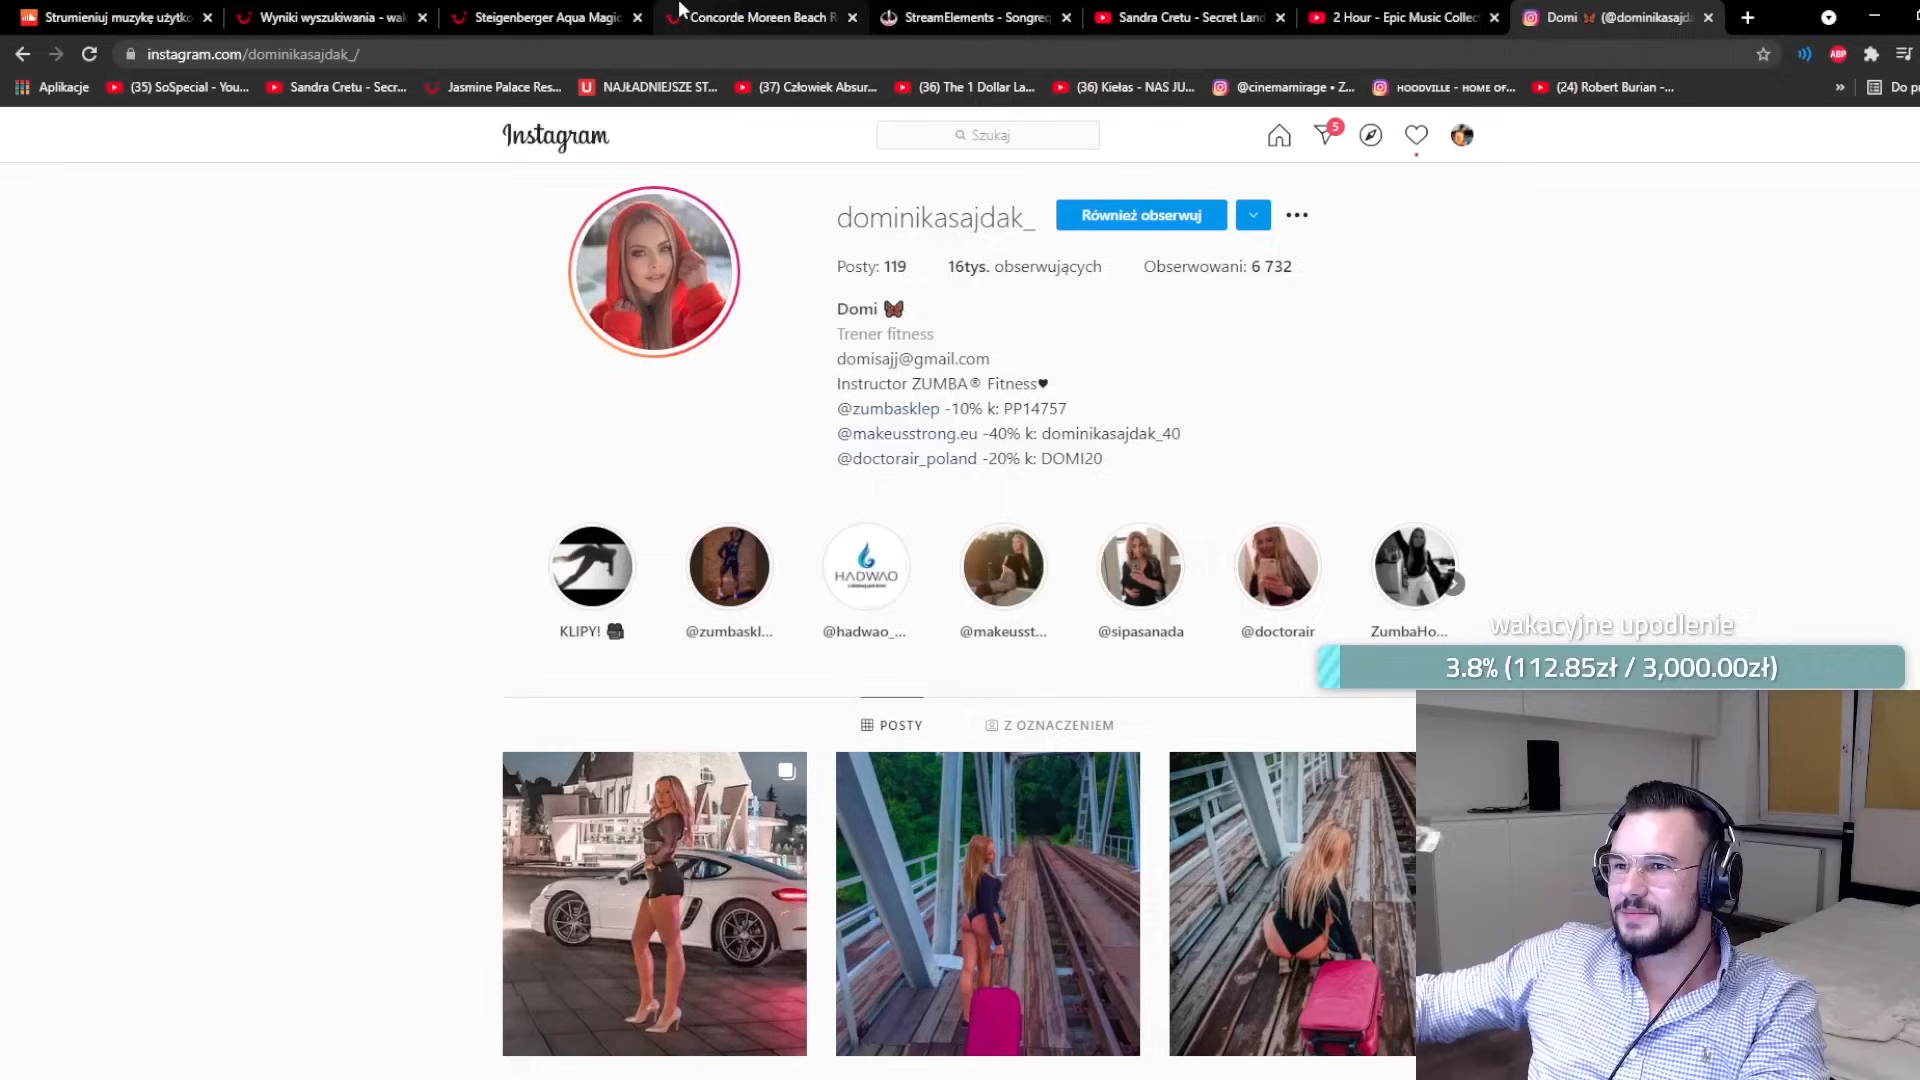 Strumieniuj muzykę użytko
Wyniki wyszukiwania - wak
Steigenberger Aqua Magic
Concorde Moreen Beach R
StreamElements - Songreq
Sandra Cretu - Secret Land
2 Hour - Epic Music Collec
Domi 🦋 (@dominikasajda
instagram.com/dominikasajdak_/
ABP
Aplikacje
(35) SoSpecial - You...
Sandra Cretu - Secr...
Jasmine Palace Res...
NAJŁADNIEJSZE ST...
(37) Człowiek Absur...
(36) The 1 Dollar La...
(36) Kiełas - NAS JU...
@cinemamirage • Z...
HOODVILLE - HOME OF...
(24) Robert Burian -...
»
Do p
Instagram
Szukaj
5
dominikasajdak_
Również obserwuj
Posty: 119
16tys. obserwujących
Obserwowani: 6 732
Domi 🦋
Trener fitness
domisajj@gmail.com
Instructor ZUMBA® Fitness♥
@zumbasklep -10% k: PP14757
@makeusstrong.eu -40% k: dominikasajdak_40
@doctorair_poland -20% k: DOMI20
HADWAO
KLIPY!
@zumbaskl...
@hadwao_...
@makeusst...
@sipasanada
@doctorair
ZumbaHo...
wakacyjne upodlenie
3.8% (112.85zł / 3,000.00zł)
POSTY
Z OZNACZENIEM